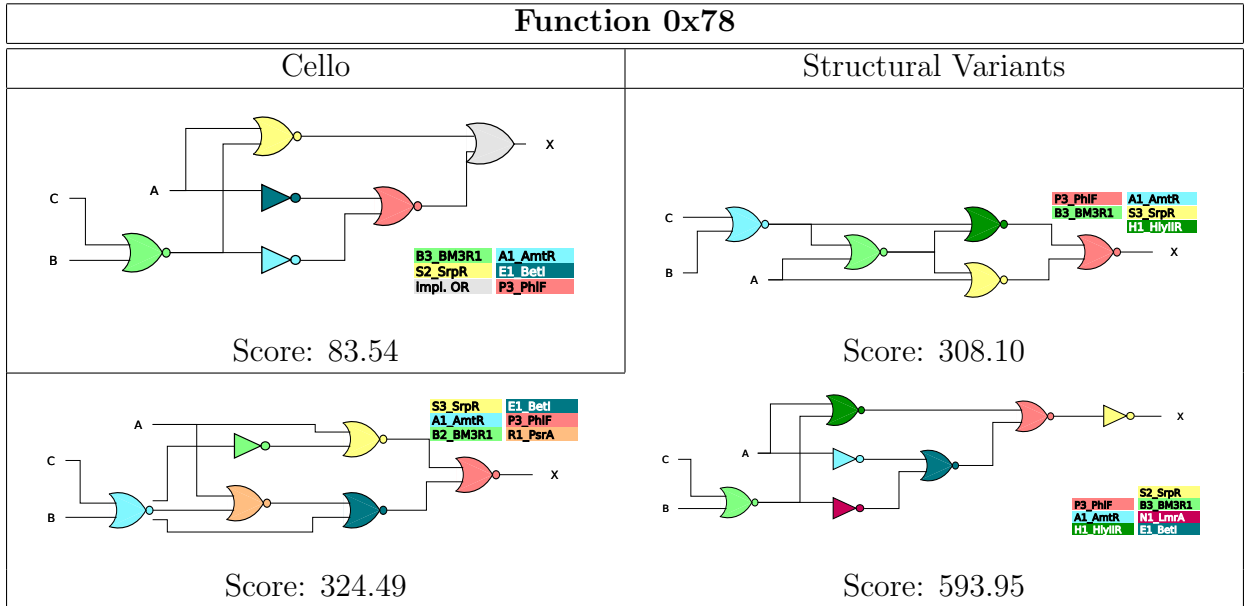 Function 0x78
Cello
Structural Variants
C
B
A
X
B3_BM3R1 A1_AmtR
S2_SrpR E1_BetI
Impl. OR P3_PhlF
Score: 83.54
C
B
A
X
P3_PhlF A1_AmtR
B3_BM3R1 S3_SrpR
H1_HlyIIR
Score: 308.10
A
C
B
X
S3_SrpR E1_BetI
A1_AmtR P3_PhlF
B2_BM3R1 R1_PsrA
Score: 324.49
A
C
B
X
S2_SrpR
P3_PhlF B3_BM3R1
A1_AmtR N1_LmrA
H1_HlyIIR E1_BetI
Score: 593.95